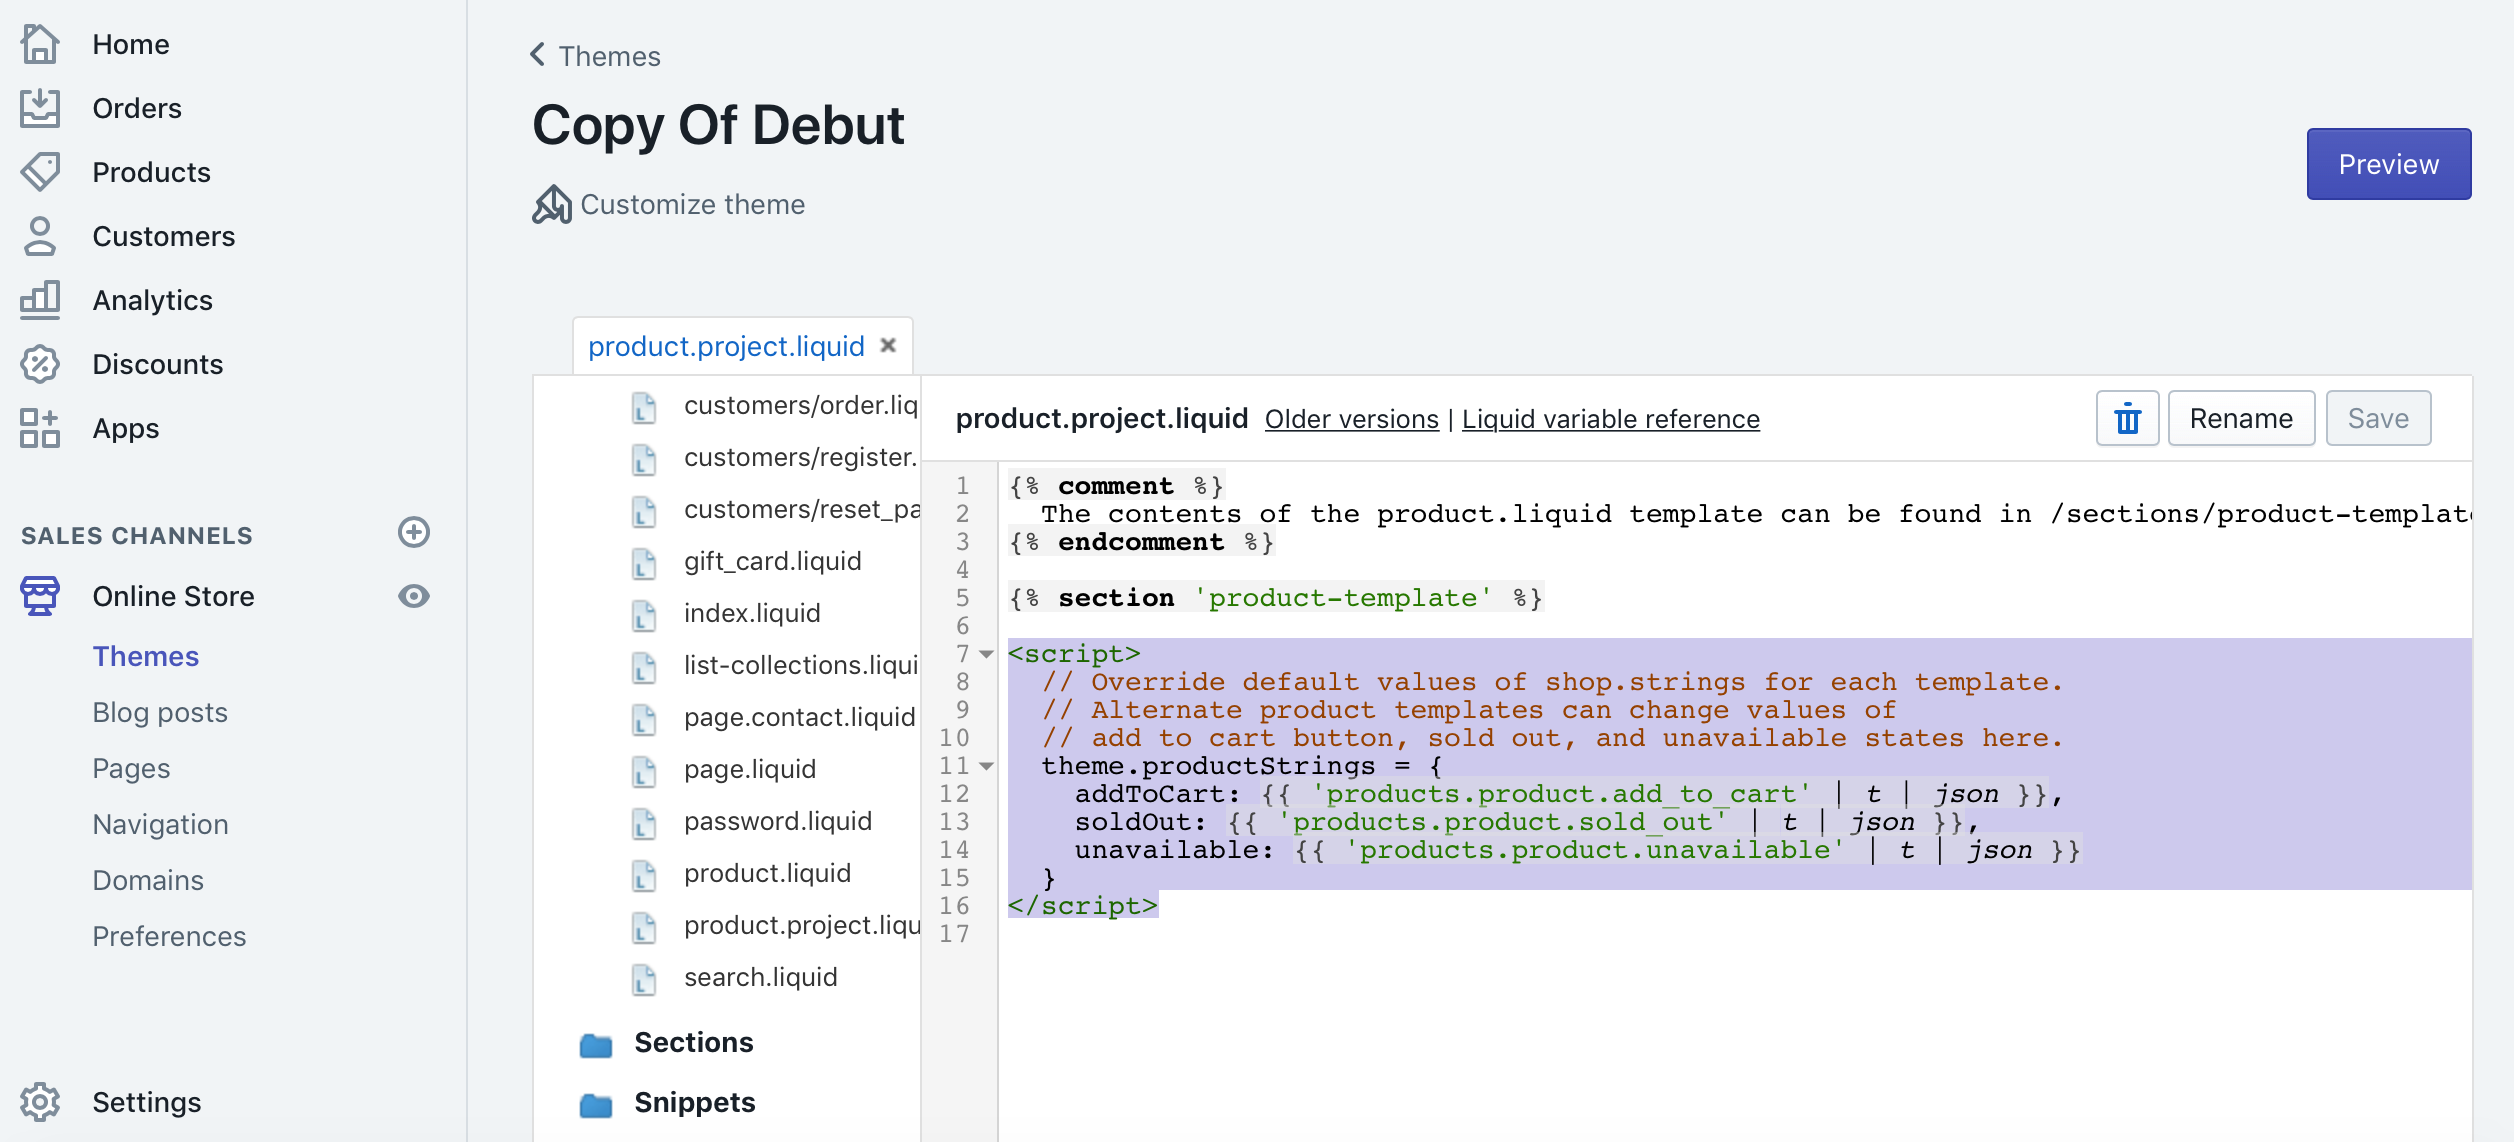 Home
Orders
Products
Customers
Analytics
Discounts
Apps
SALES CHANNELS
Online Store
Themes
Blog posts
Pages
Navigation
Domains
Preferences
Settings
Themes
Copy Of Debut
Customize theme
Preview
product.project.liquid
customers/order.liq
customers/register.
customers/reset_pa
gift_card.liquid
index.liquid
list-collections.liqui
page.contact.liquid
page.liquid
password.liquid
product.liquid
product.project.liqu
search.liquid
Sections
Snippets
product.project.liquid Older versions | Liquid variable reference Rename Save
1 {% comment %}
2 The contents of the product.liquid template can be found in /sections/product-template
3 {% endcomment %}
4
5 {% section 'product-template' %}
6
7 <script>
8 // Override default values of shop.strings for each template.
9 // Alternate product templates can change values of
10 // add to cart button, sold out, and unavailable states here.
11 theme.productStrings = {
12 addToCart: {{ 'products.product.add_to_cart' | t | json }},
13 soldOut: {{ 'products.product.sold_out' | t | json }},
14 unavailable: {{ 'products.product.unavailable' | t | json }}
15 }
16 </script>
17